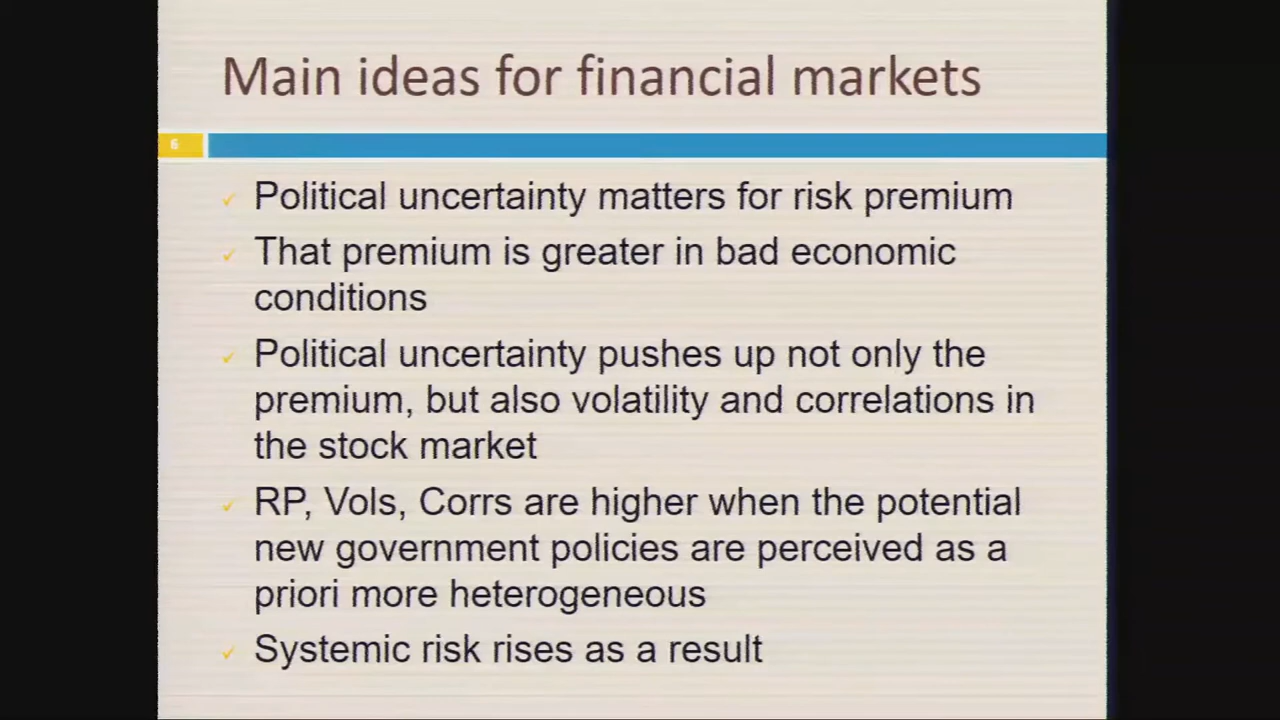 Main ideas for financial markets
6
Political uncertainty matters for risk premium
That premium is greater in bad economic
conditions
Political uncertainty pushes up not only the
premium, but also volatility and correlations in
the stock market
RP, Vols, Corrs are higher when the potential
new government policies are perceived as a
priori more heterogeneous
Systemic risk rises as a result